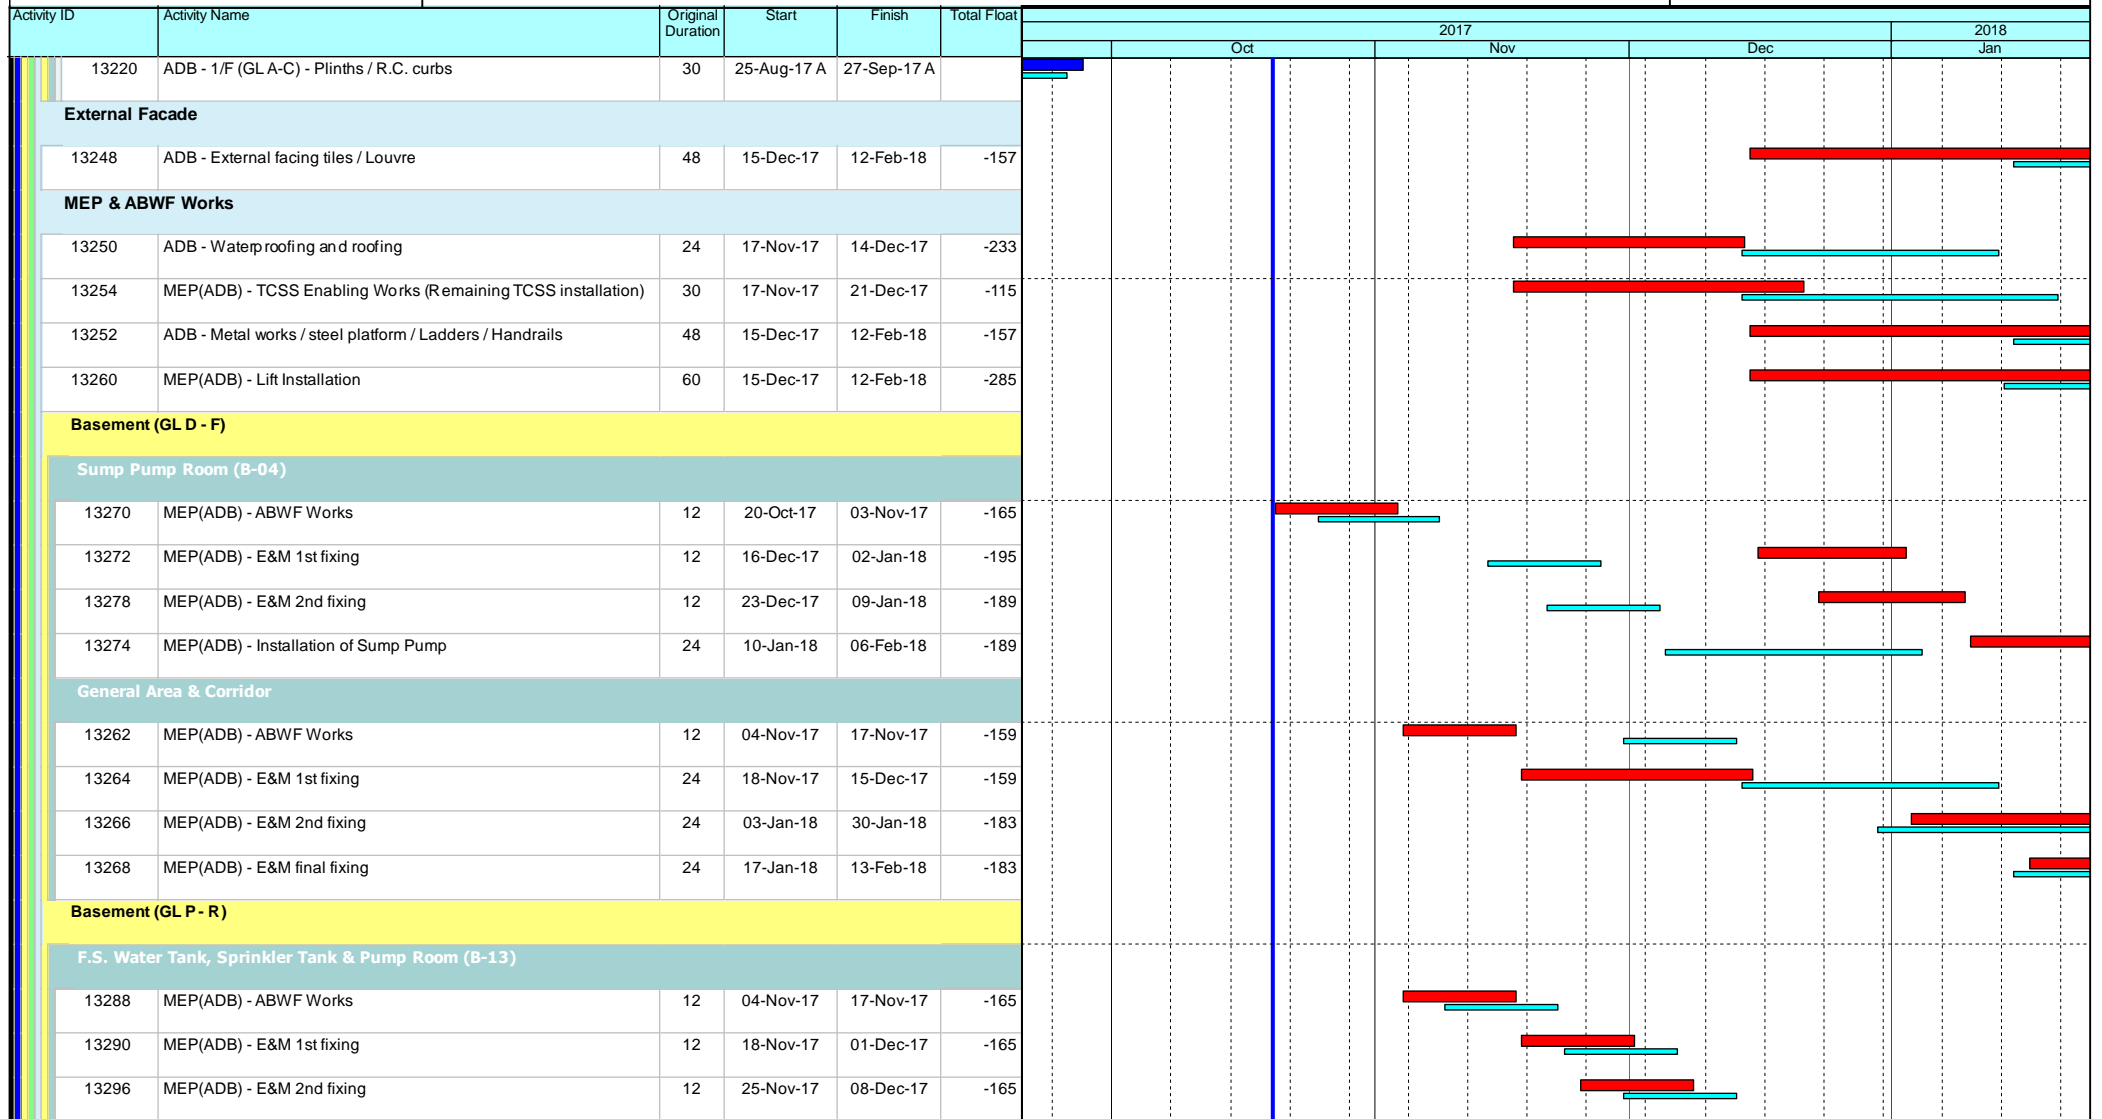 Activity ID Activity Name Original Duration Start Finish Total Float
2017 2018
Oct Nov Dec Jan
13220 ADB - 1/F (GL A-C) - Plinths / R.C. curbs 30 25-Aug-17 A 27-Sep-17 A
External Facade
13248 ADB - External facing tiles / Louvre 48 15-Dec-17 12-Feb-18 -157
MEP & ABWF Works
13250 ADB - Waterproofing and roofing 24 17-Nov-17 14-Dec-17 -233
13254 MEP(ADB) - TCSS Enabling Works (Remaining TCSS installation) 30 17-Nov-17 21-Dec-17 -115
13252 ADB - Metal works / steel platform / Ladders / Handrails 48 15-Dec-17 12-Feb-18 -157
13260 MEP(ADB) - Lift Installation 60 15-Dec-17 12-Feb-18 -285
Basement (GL D - F)
Sump Pump Room (B-04)
13270 MEP(ADB) - ABWF Works 12 20-Oct-17 03-Nov-17 -165
13272 MEP(ADB) - E&M 1st fixing 12 16-Dec-17 02-Jan-18 -195
13278 MEP(ADB) - E&M 2nd fixing 12 23-Dec-17 09-Jan-18 -189
13274 MEP(ADB) - Installation of Sump Pump 24 10-Jan-18 06-Feb-18 -189
General Area & Corridor
13262 MEP(ADB) - ABWF Works 12 04-Nov-17 17-Nov-17 -159
13264 MEP(ADB) - E&M 1st fixing 24 18-Nov-17 15-Dec-17 -159
13266 MEP(ADB) - E&M 2nd fixing 24 03-Jan-18 30-Jan-18 -183
13268 MEP(ADB) - E&M final fixing 24 17-Jan-18 13-Feb-18 -183
Basement (GL P - R)
F.S. Water Tank, Sprinkler Tank & Pump Room (B-13)
13288 MEP(ADB) - ABWF Works 12 04-Nov-17 17-Nov-17 -165
13290 MEP(ADB) - E&M 1st fixing 12 18-Nov-17 01-Dec-17 -165
13296 MEP(ADB) - E&M 2nd fixing 12 25-Nov-17 08-Dec-17 -165